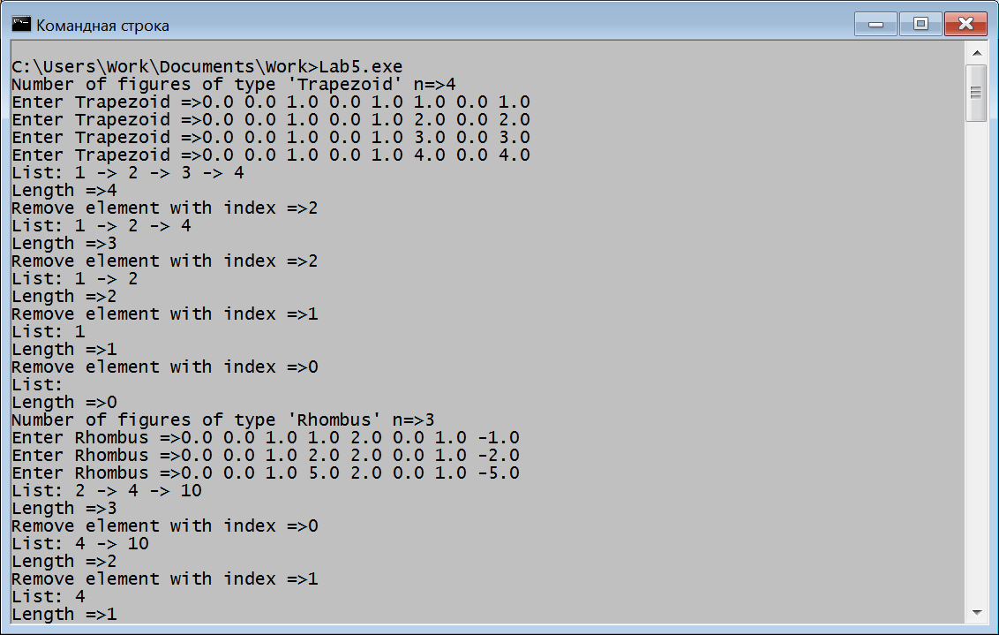 Командная строка
C:\Users\Work\Documents\Work>Lab5.exe
Number of figures of type 'Trapezoid' n=>4
Enter Trapezoid =>0.0 0.0 1.0 0.0 1.0 1.0 0.0 1.0
Enter Trapezoid =>0.0 0.0 1.0 0.0 1.0 2.0 0.0 2.0
Enter Trapezoid =>0.0 0.0 1.0 0.0 1.0 3.0 0.0 3.0
Enter Trapezoid =>0.0 0.0 1.0 0.0 1.0 4.0 0.0 4.0
List: 1 -> 2 -> 3 -> 4
Length =>4
Remove element with index =>2
List: 1 -> 2 -> 4
Length =>3
Remove element with index =>2
List: 1 -> 2
Length =>2
Remove element with index =>1
List: 1
Length =>1
Remove element with index =>0
List:
Length =>0
Number of figures of type 'Rhombus' n=>3
Enter Rhombus =>0.0 0.0 1.0 1.0 2.0 0.0 1.0 -1.0
Enter Rhombus =>0.0 0.0 1.0 2.0 2.0 0.0 1.0 -2.0
Enter Rhombus =>0.0 0.0 1.0 5.0 2.0 0.0 1.0 -5.0
List: 2 -> 4 -> 10
Length =>3
Remove element with index =>0
List: 4 -> 10
Length =>2
Remove element with index =>1
List: 4
Length =>1